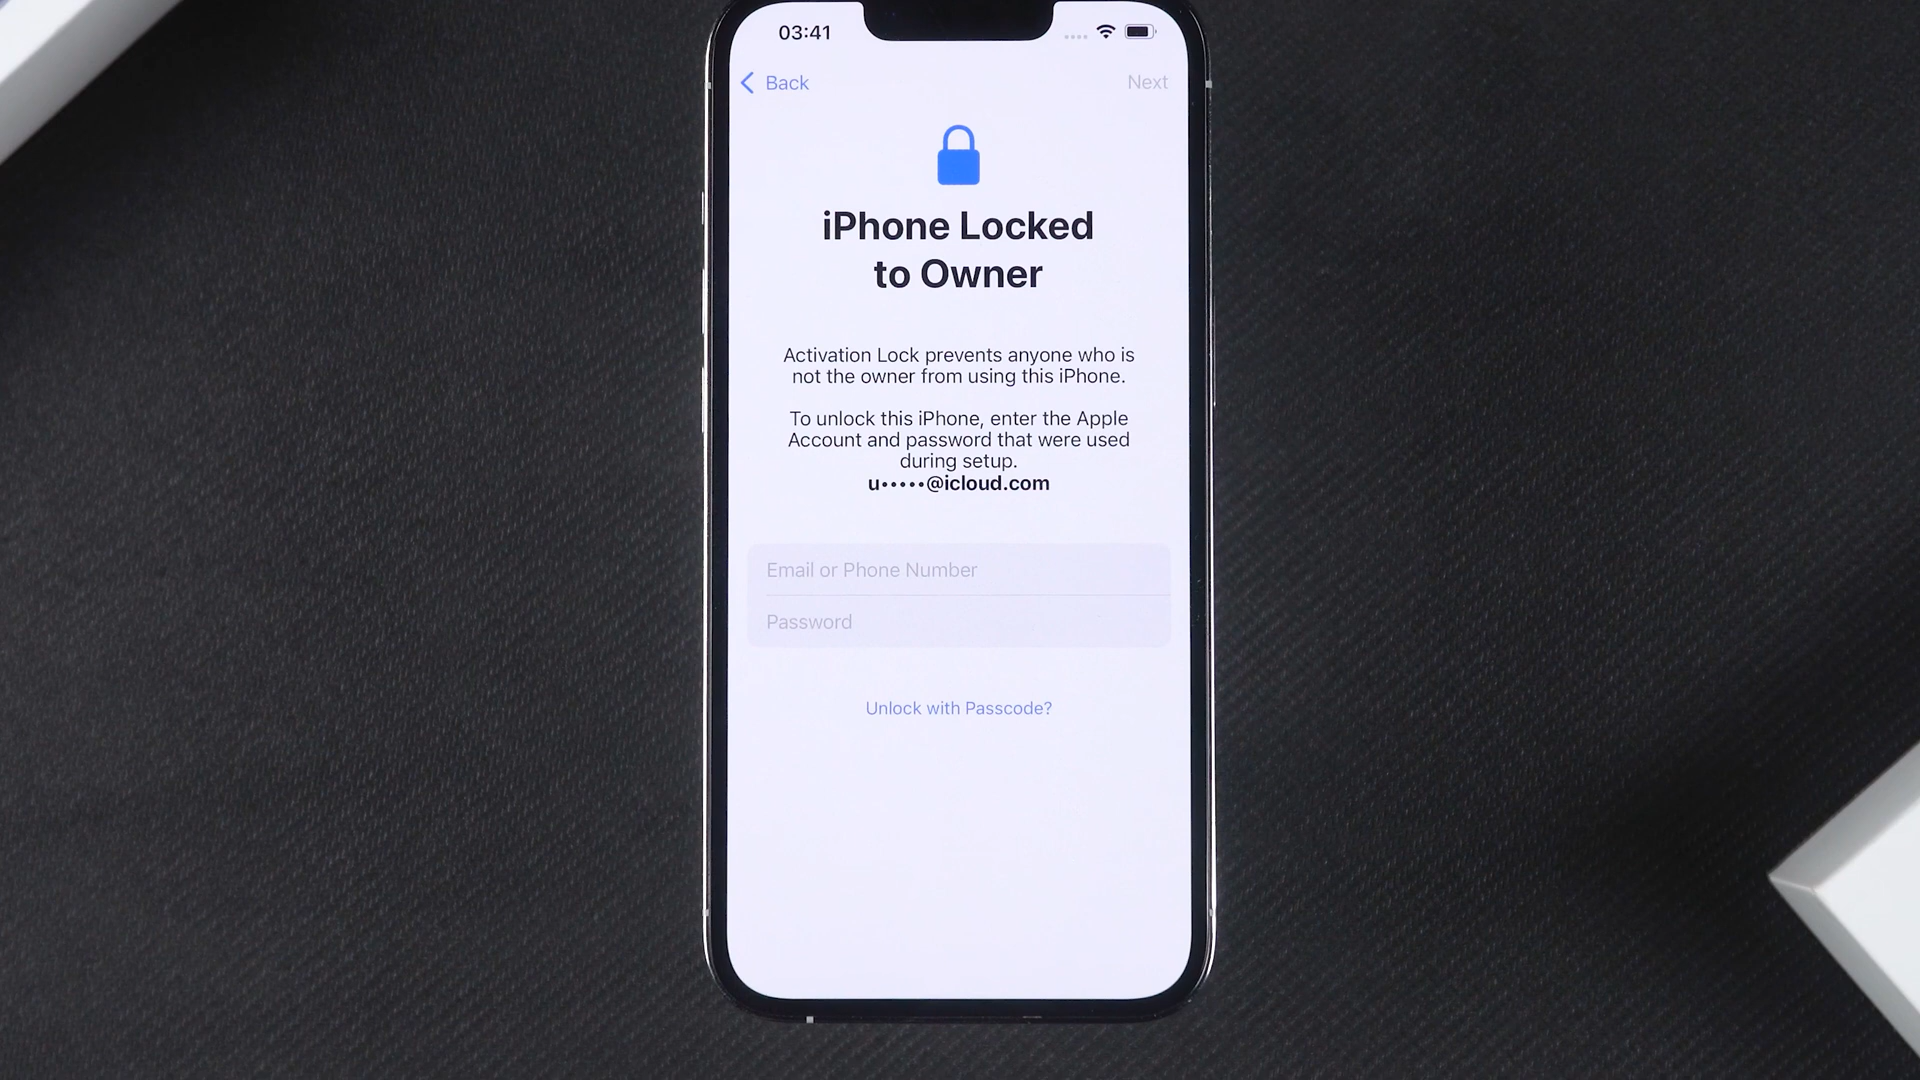 03:41
Back
Next
iPhone Locked
to Owner
Activation Lock prevents anyone who is
not the owner from using this iPhone.
To unlock this iPhone, enter the Apple
Account and password that were used
during setup.
u•••••@icloud.com
Email or Phone Number
Password
Unlock with Passcode?